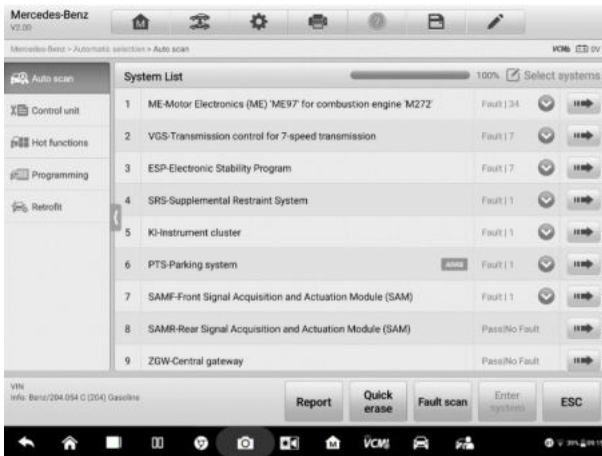 Mercedes-Benz
V2.00
Mercedes-Benz > Automatic selection > Auto scan
VCMI
0V
Auto scan
System List
100%
Select systems
Control unit
Hot functions
Programming
Retrofit
1 ME-Motor Electronics (ME) 'ME97' for combustion engine 'M272' Fault | 34
2 VGS-Transmission control for 7-speed transmission Fault | 7
3 ESP-Electronic Stability Program Fault | 7
4 SRS-Supplemental Restraint System Fault | 1
5 KI-Instrument cluster Fault | 1
6 PTS-Parking system Fault | 1
7 SAMF-Front Signal Acquisition and Actuation Module (SAM) Fault | 1
8 SAMR-Rear Signal Acquisition and Actuation Module (SAM) Pass|No Fault
9 ZGW-Central gateway Pass|No Fault
VIN
Info: Benz/204.054 C (204) Gasoline
Report
Quick erase
Fault scan
Enter system
ESC
VCMI